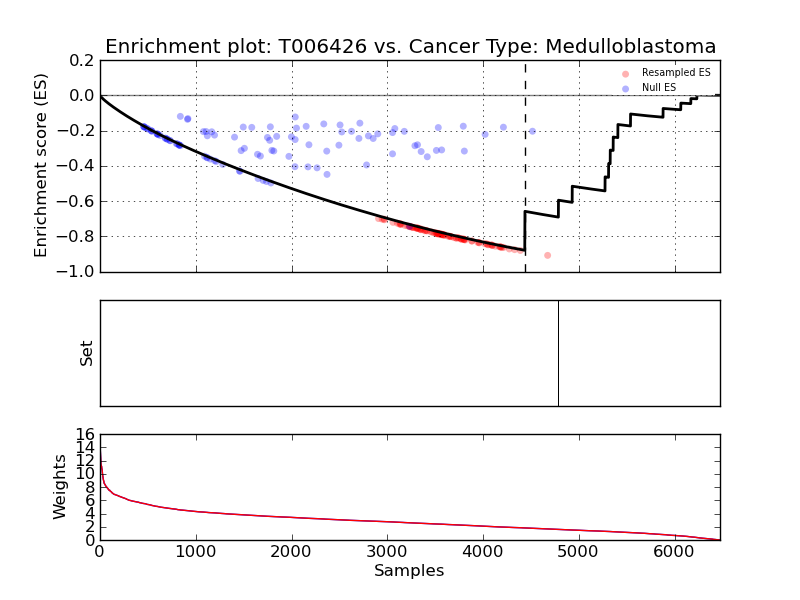 Enrichment plot: T006426 vs. Cancer Type: Medulloblastoma
Enrichment score (ES)
0.2
0.0
−0.2
−0.4
−0.6
−0.8
−1.0
Resampled ES
Null ES
Set
Weights
16
14
12
10
8
6
4
2
0
0 1000 2000 3000 4000 5000 6000
Samples